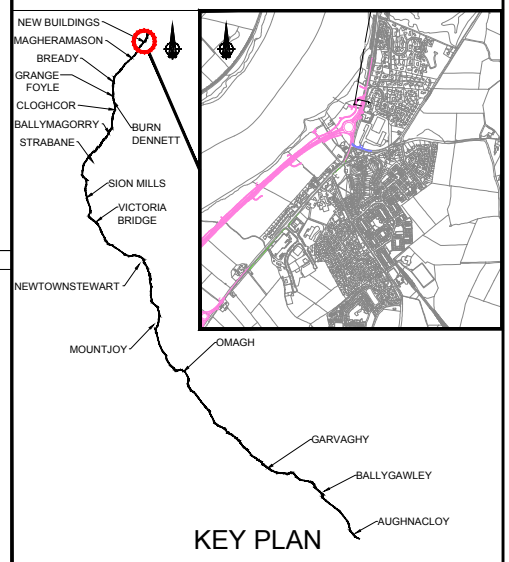 NEW BUILDINGS
MAGHERAMASON
BREADY
GRANGE
FOYLE
CLOGHCOR
BURN
DENNETT
BALLYMAGORRY
STRABANE
SION MILLS
VICTORIA
BRIDGE
NEWTOWNSTEWART
MOUNTJOY
OMAGH
GARVAGHY
BALLYGAWLEY
AUGHNACLOY
KEY PLAN